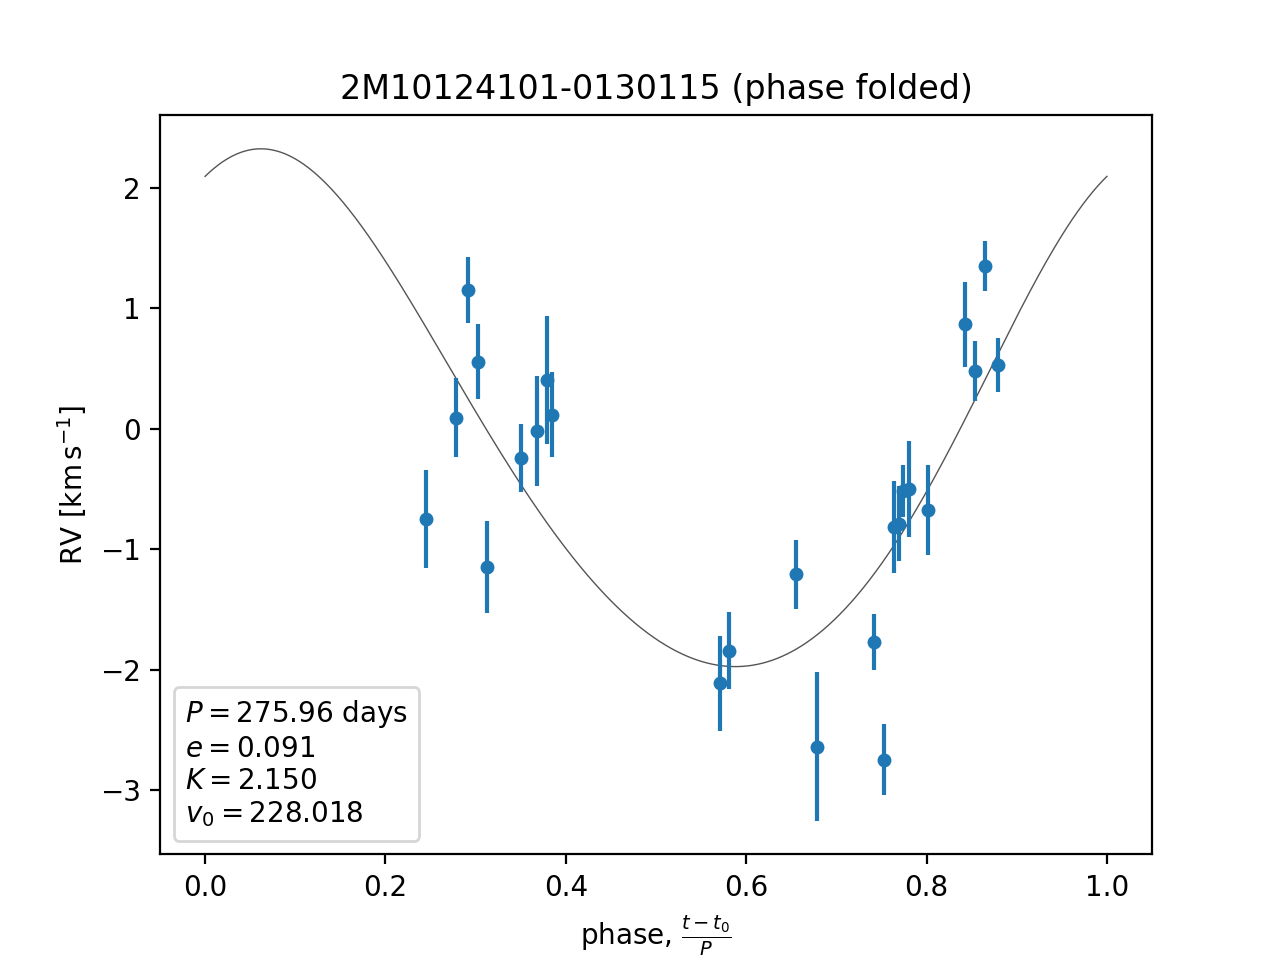 2M10124101-0130115 (phase folded)
RV [km s⁻¹]
2
1
0
−1
−2
−3
P = 275.96 days
e = 0.091
K = 2.150
v₀ = 228.018
0.0 0.2 0.4 0.6 0.8 1.0
phase, (t − t₀)/P